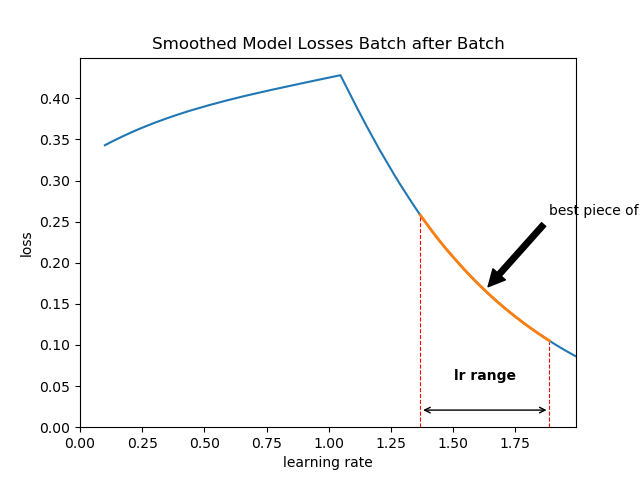 Smoothed Model Losses Batch after Batch
0.40
0.35
0.30
0.25
best piece of
0.20
0.15
0.10
0.05
lr range
0.00
0.00 0.25 0.50 0.75 1.00 1.25 1.50 1.75
loss
learning rate